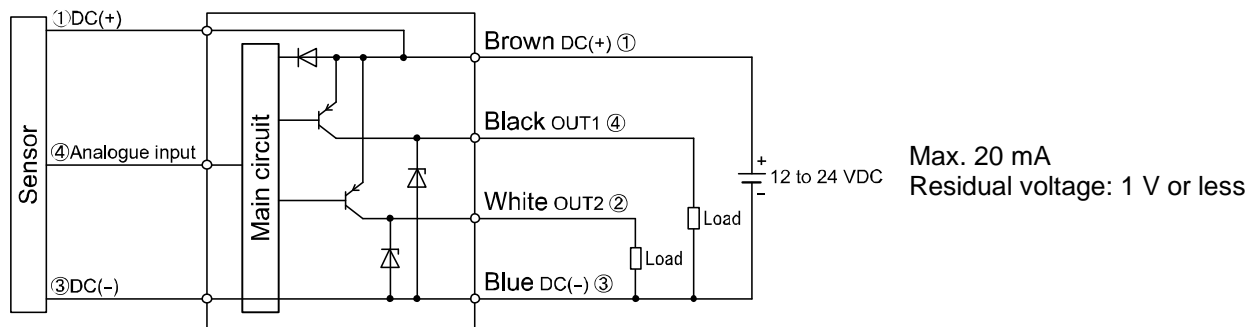 ①DC(+)
Brown DC(+) ①
Sensor
Main circuit
Black OUT1 ④
④Analogue input
+
12 to 24 VDC
−
Max. 20 mA
Residual voltage: 1 V or less
White OUT2 ②
Load
Load
③DC(−)
Blue DC(−) ③